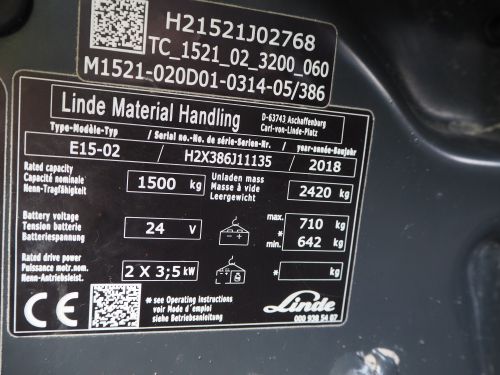 H21521J02768
TC_1521_02_3200_060
M1521-020D01-0314-05/386
Linde Material Handling
D-63743 Aschaffenburg
Carl-von-Linde-Platz
Type-Modèle-Typ / Serial no.-No. de série-Serien-Nr. / year-année-Baujahr
E15-02 H2X386J11135 2018
Rated capacity
Capacité nominale
Nenn-Tragfähigkeit
1500 kg
Unladen mass
Masse à vide
Leergewicht
2420 kg
Battery voltage
Tension batterie
Batteriespannung
24 V
max. 710 kg
*
min. 642 kg
Rated drive power
Puissance motr.nom.
Nenn-Antriebsleist.
2 X 3;5 kW
* kg
CE
* see Operating instructions
voir Mode d'emploi
siehe Betriebsanleitung
Linde
000 938 54 07